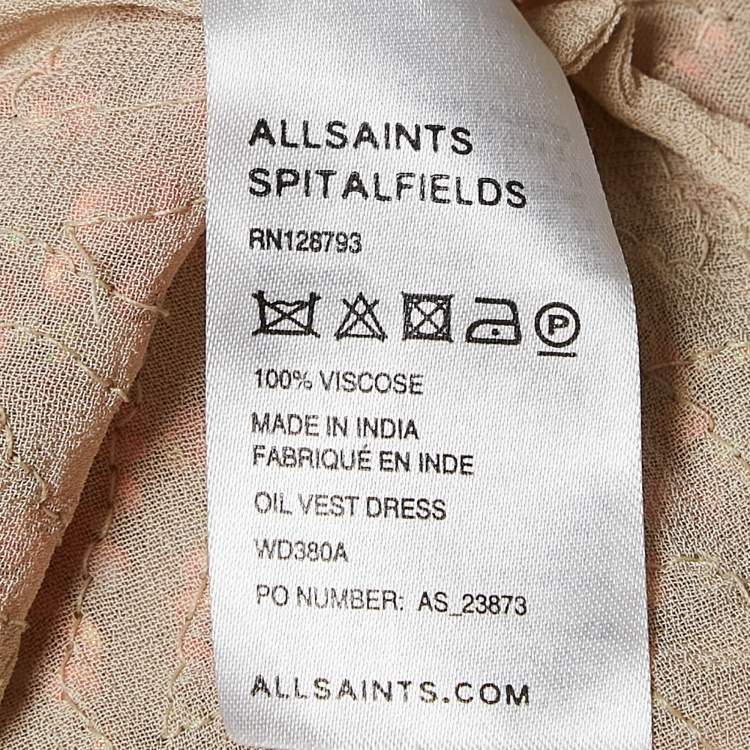 ALLSAINTS
SPITALFIELDS
RN128793
P
100% VISCOSE
MADE IN INDIA
FABRIQUÉ EN INDE
OIL VEST DRESS
WD380A
PO NUMBER: AS_23873
ALLSAINTS.COM